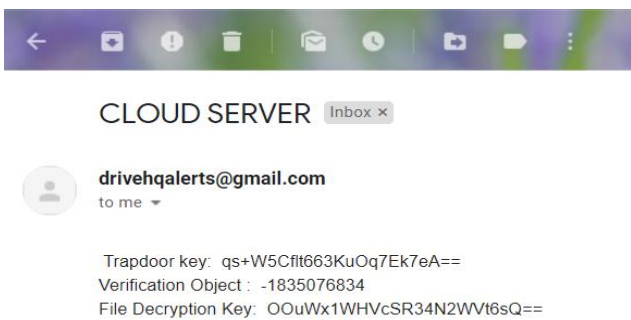 CLOUD SERVER Inbox ×
drivehqalerts@gmail.com
to me
Trapdoor key: qs+W5Cflt663KuOq7Ek7eA==
Verification Object : -1835076834
File Decryption Key: OOuWx1WHVcSR34N2WVt6sQ==